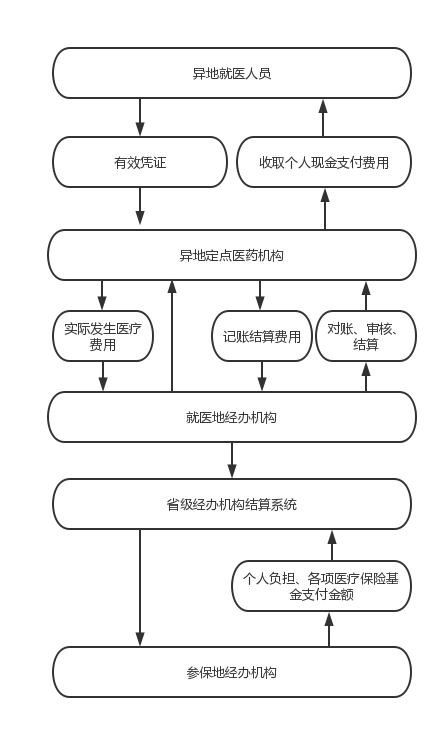 异地就医人员
有效凭证
收取个人现金支付费用
异地定点医药机构
实际发生医疗
费用
记账结算费用
对账、审核、
结算
就医地经办机构
省级经办机构结算系统
个人负担、各项医疗保险基
金支付金额
参保地经办机构